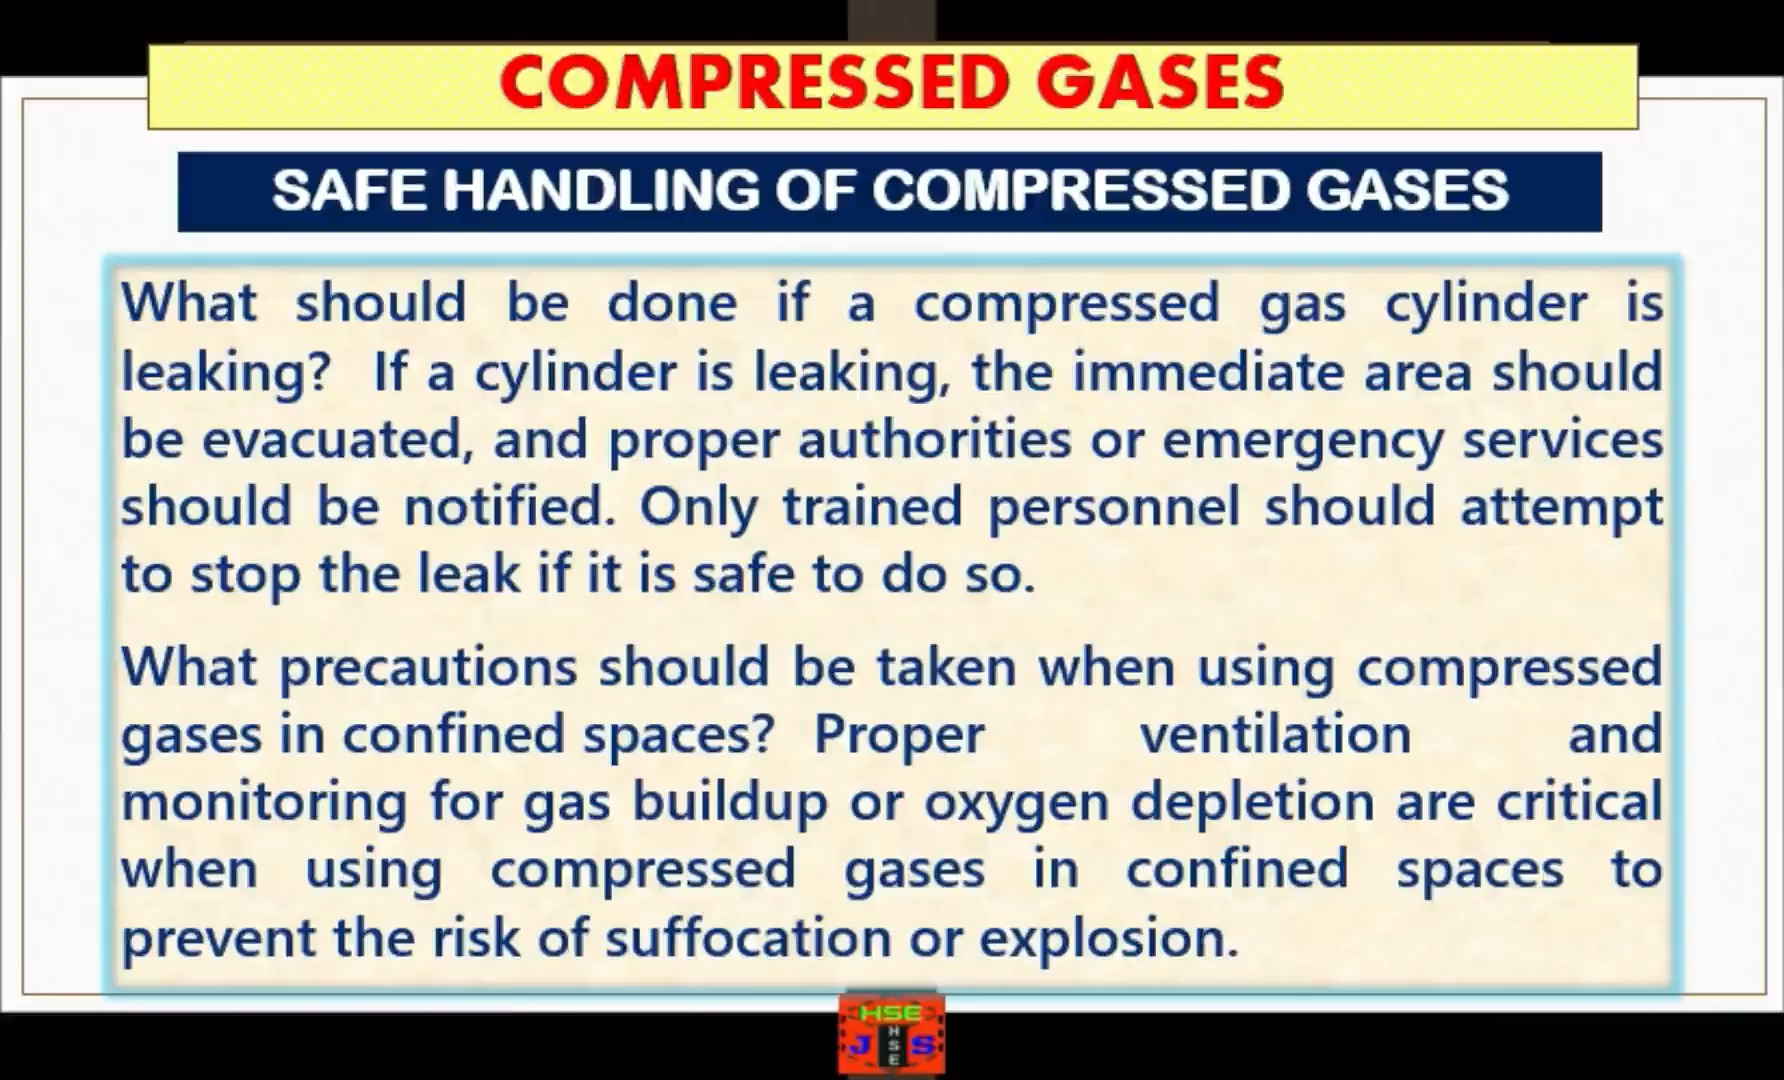 COMPRESSED GASES
SAFE HANDLING OF COMPRESSED GASES
What should be done if a compressed gas cylinder is
leaking? If a cylinder is leaking, the immediate area should
be evacuated, and proper authorities or emergency services
should be notified. Only trained personnel should attempt
to stop the leak if it is safe to do so.
What precautions should be taken when using compressed
gases in confined spaces? Proper ventilation and
monitoring for gas buildup or oxygen depletion are critical
when using compressed gases in confined spaces to
prevent the risk of suffocation or explosion.
HSE
J HSE S